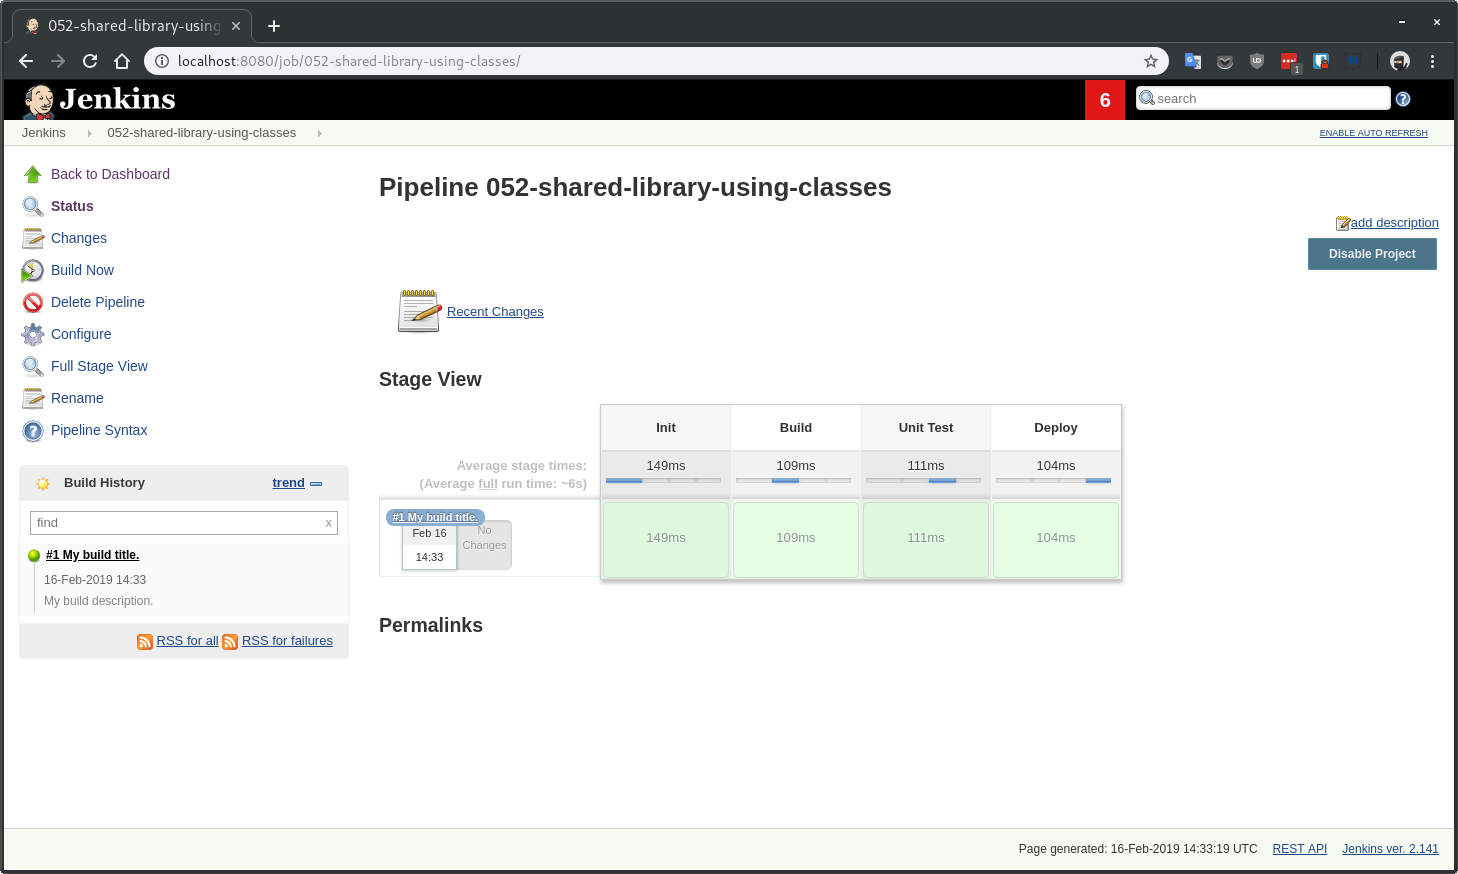 052-shared-library-using
localhost:8080/job/052-shared-library-using-classes/
1
Jenkins
6
search
Jenkins
052-shared-library-using-classes
ENABLE AUTO REFRESH
Back to Dashboard
Status
Changes
Build Now
Delete Pipeline
Configure
Full Stage View
Rename
Pipeline Syntax
Build History
trend
find
x
#1 My build title.
16-Feb-2019 14:33
My build description.
RSS for all
RSS for failures
Pipeline 052-shared-library-using-classes
add description
Disable Project
Recent Changes
Stage View
Init
Build
Unit Test
Deploy
Average stage times:
(Average full run time: ~6s)
149ms
109ms
111ms
104ms
#1 My build title.
Feb 16
14:33
No
Changes
149ms
109ms
111ms
104ms
Permalinks
Page generated: 16-Feb-2019 14:33:19 UTC
REST API
Jenkins ver. 2.141